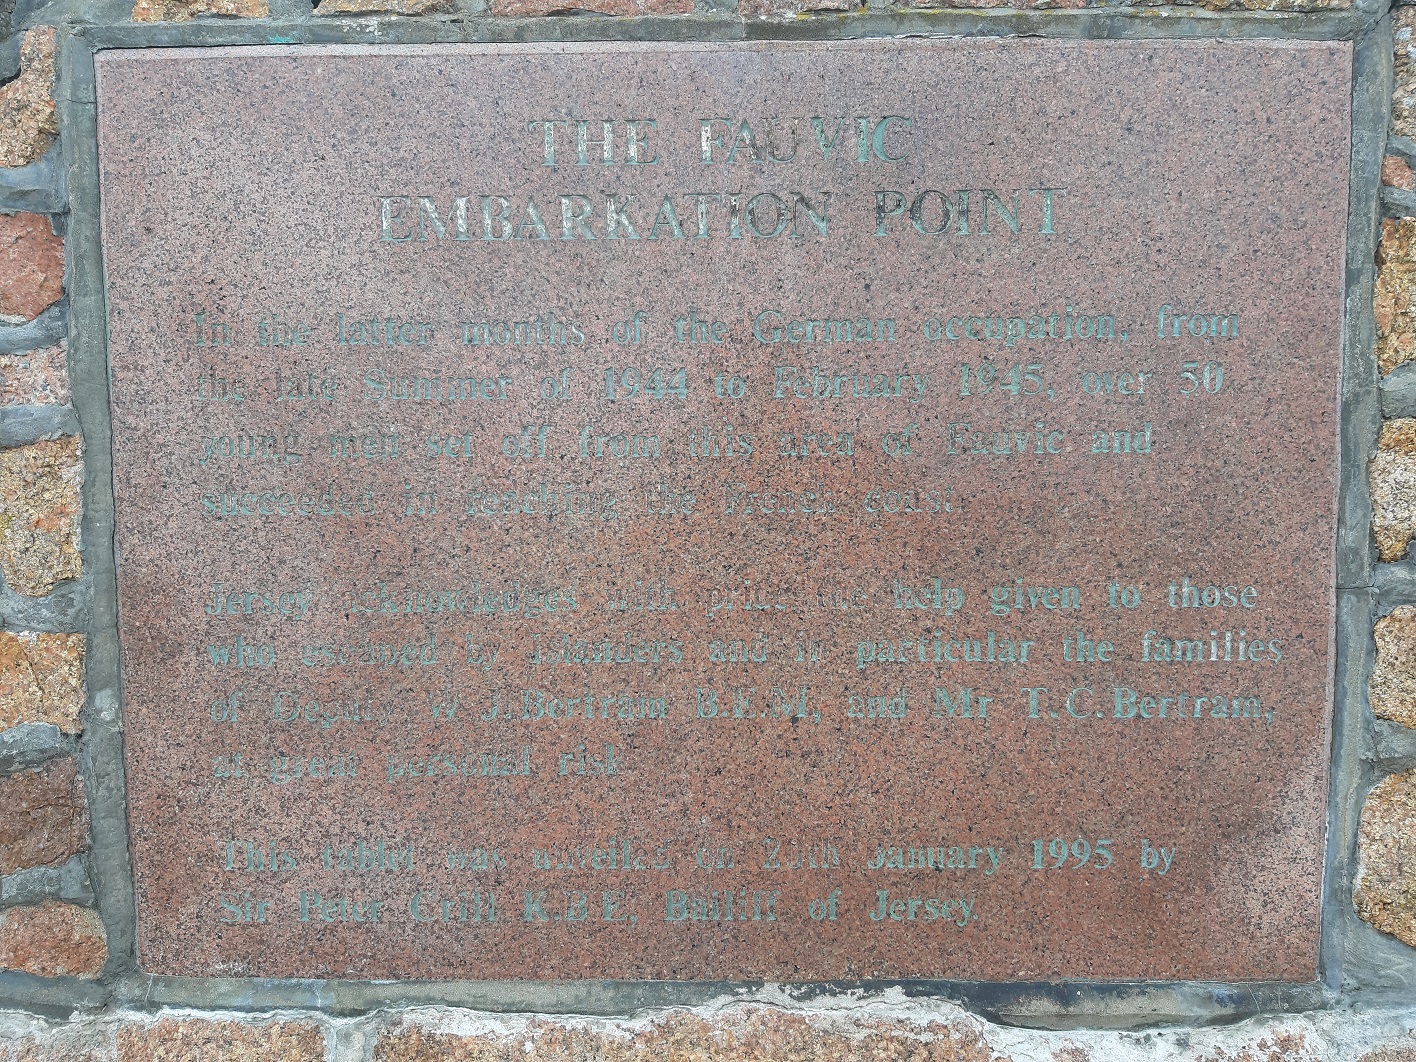 THE FAUVIC
EMBARKATION POINT
In the latter months of the German occupation, from
the late Summer of 1944 to February 1945, over 50
young men set off from this area of Fauvic and
succeeded in reaching the French coast.
Jersey acknowledges with pride the help given to those
who escaped by Islanders and in particular the families
of Deputy W.J.Bertram B.E.M, and Mr T.C.Bertram,
at great personal risk.
This tablet was unveiled on January 1995 by
Sir Peter Crill K.B.E. Bailiff of Jersey.